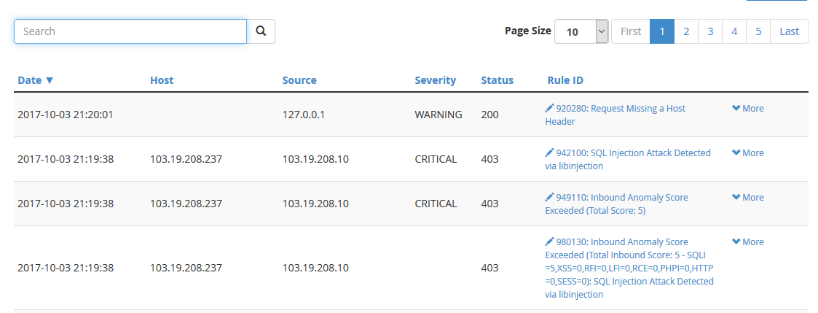 Search
Page Size 10 First 1 2 3 4 5 Last
Date Host Source Severity Status Rule ID
2017-10-03 21:20:01 127.0.0.1 WARNING 200 920280: Request Missing a Host More
Header
2017-10-03 21:19:38 103.19.208.237 103.19.208.10 CRITICAL 403 942100: SQL Injection Attack Detected More
via libinjection
2017-10-03 21:19:38 103.19.208.237 103.19.208.10 CRITICAL 403 949110: Inbound Anomaly Score More
Exceeded (Total Score: 5)
2017-10-03 21:19:38 103.19.208.237 103.19.208.10 403 980130: Inbound Anomaly Score More
Exceeded (Total Inbound Score: 5 - SQLI
=5,XSS=0,RFI=0,LFI=0,RCE=0,PHPI=0,HTTP
=0,SESS=0): SQL Injection Attack Detected
via libinjection